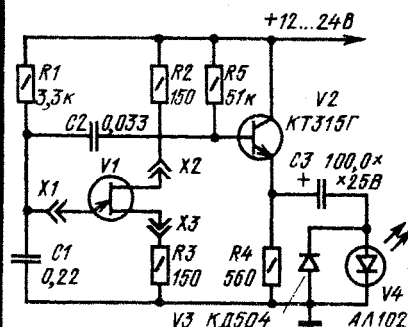 +12...24В
R1
3,3к
R2
150
R5
51к
V2
КТ315Г
C2 0,033
V1
X2
C3 100,0×
+ ×25В
X1
X3
C1
0,22
R3
150
R4
560
V4
V3 КД504
АЛ102